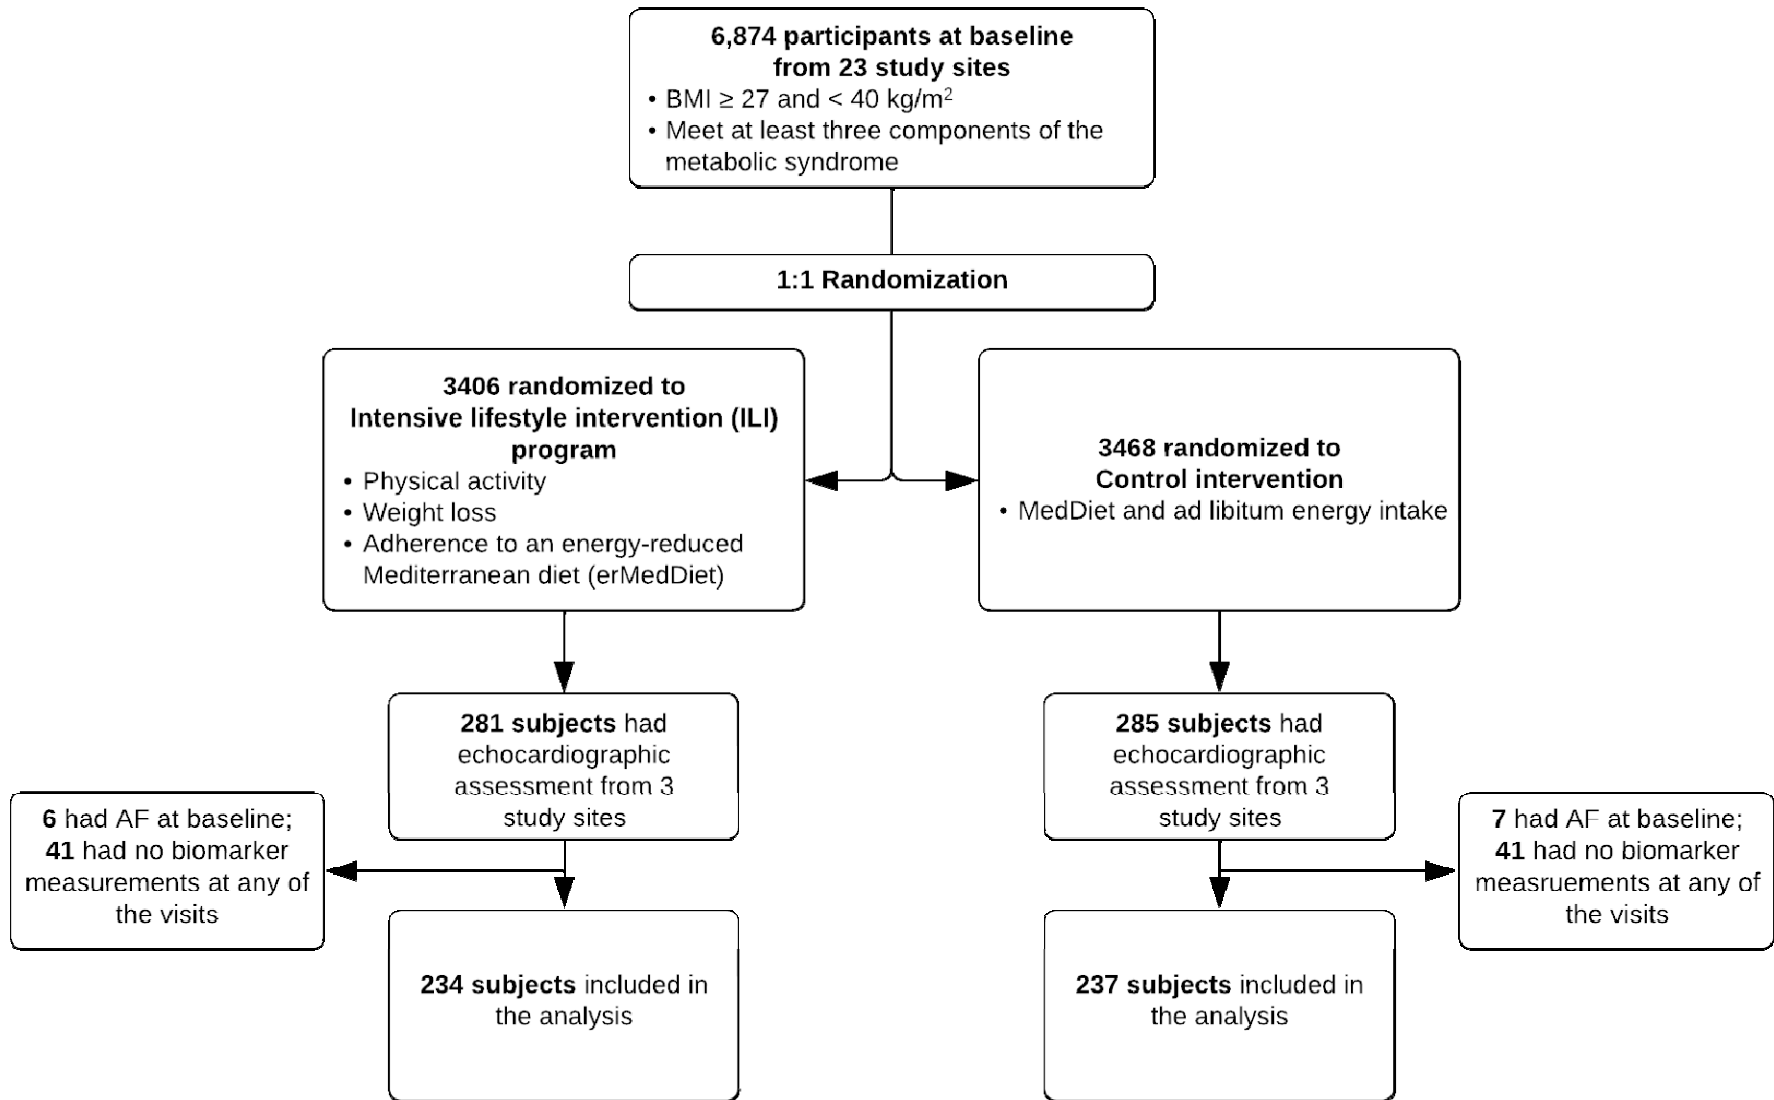 6,874 participants at baseline
from 23 study sites
• BMI ≥ 27 and < 40 kg/m²
• Meet at least three components of the
metabolic syndrome
1:1 Randomization
3406 randomized to
Intensive lifestyle intervention (ILI)
program
• Physical activity
• Weight loss
• Adherence to an energy-reduced
Mediterranean diet (erMedDiet)
3468 randomized to
Control intervention
• MedDiet and ad libitum energy intake
281 subjects had
echocardiographic
assessment from 3
study sites
285 subjects had
echocardiographic
assessment from 3
study sites
6 had AF at baseline;
41 had no biomarker
measurements at any of
the visits
7 had AF at baseline;
41 had no biomarker
measruements at any of
the visits
234 subjects included in
the analysis
237 subjects included in
the analysis